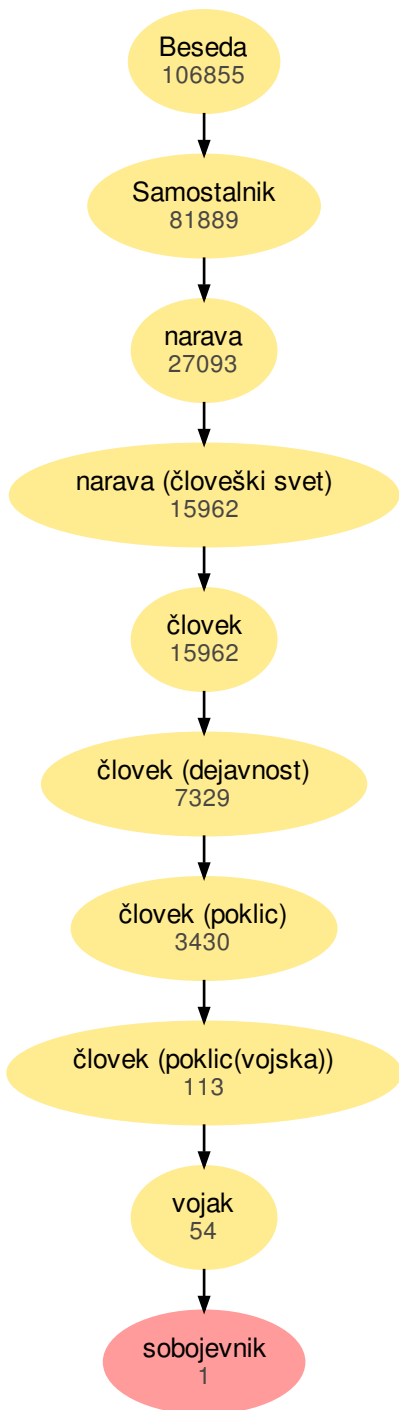 Beseda
106855
Samostalnik
81889
narava
27093
narava (človeški svet)
15962
človek
15962
človek (dejavnost)
7329
človek (poklic)
3430
človek (poklic(vojska))
113
vojak
54
sobojevnik
1